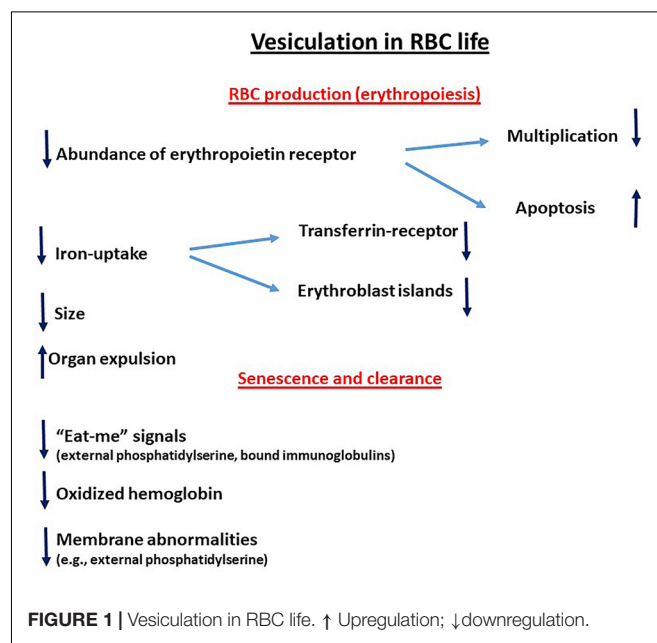 Vesiculation in RBC life
RBC production (erythropoiesis)
↓ Abundance of erythropoietin receptor
Multiplication ↓
Apoptosis ↑
↓ Iron-uptake
Transferrin-receptor ↓
Erythroblast islands ↓
↓ Size
↑ Organ expulsion
Senescence and clearance
↓ “Eat-me” signals
(external phosphatidylserine, bound immunoglobulins)
↓ Oxidized hemoglobin
↓ Membrane abnormalities
(e.g., external phosphatidylserine)
FIGURE 1 | Vesiculation in RBC life. ↑ Upregulation; ↓downregulation.